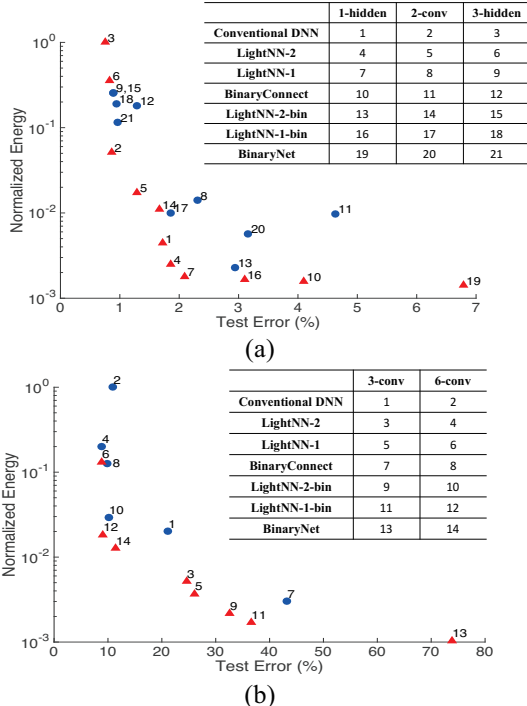 1-hidden 2-conv 3-hidden
Conventional DNN 1 2 3
LightNN-2 4 5 6
LightNN-1 7 8 9
BinaryConnect 10 11 12
LightNN-2-bin 13 14 15
LightNN-1-bin 16 17 18
BinaryNet 19 20 21
Normalized Energy
10^0
10^-1
10^-2
10^-3
3
6
9,15
18
12
21
2
5
14
17
8
11
20
1
4
7
13
16
10
19
0 1 2 3 4 5 6 7
Test Error (%)
(a)
3-conv 6-conv
Conventional DNN 1 2
LightNN-2 3 4
LightNN-1 5 6
BinaryConnect 7 8
LightNN-2-bin 9 10
LightNN-1-bin 11 12
BinaryNet 13 14
Normalized Energy
10^0
10^-1
10^-2
10^-3
2
4
6
8
10
12
14
1
3
5
9
11
7
13
0 10 20 30 40 50 60 70 80
Test Error (%)
(b)